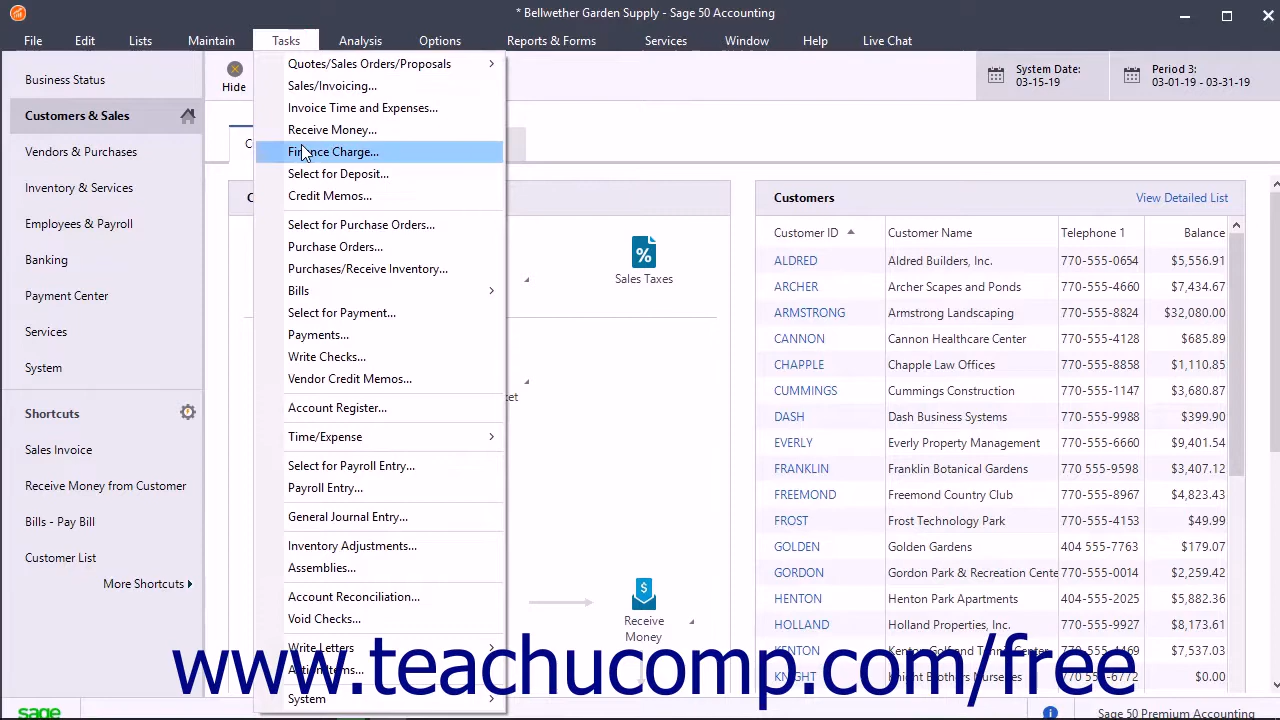 * Bellwether Garden Supply - Sage 50 Accounting
File Edit Lists Maintain Tasks Analysis Options Reports & Forms Services Window Help Live Chat
Business Status
Customers & Sales
Vendors & Purchases
Inventory & Services
Employees & Payroll
Banking
Payment Center
Services
System
Shortcuts
Sales Invoice
Receive Money from Customer
Bills - Pay Bill
Customer List
More Shortcuts
Hide
Quotes/Sales Orders/Proposals
Sales/Invoicing...
Invoice Time and Expenses...
Receive Money...
Finance Charge...
Select for Deposit...
Credit Memos...
Select for Purchase Orders...
Purchase Orders...
Purchases/Receive Inventory...
Bills
Select for Payment...
Payments...
Write Checks...
Vendor Credit Memos...
Account Register...
Time/Expense
Select for Payroll Entry...
Payroll Entry...
General Journal Entry...
Inventory Adjustments...
Assemblies...
Account Reconciliation...
Void Checks...
Write Letters
System
System Date:
03-15-19
Period 3:
03-01-19 - 03-31-19
Sales Taxes
Receive
Money
Customers View Detailed List
Customer ID Customer Name Telephone 1 Balance
ALDRED Aldred Builders, Inc. 770-555-0654 $5,556.91
ARCHER Archer Scapes and Ponds 770-555-4660 $7,434.67
ARMSTRONG Armstrong Landscaping 770-555-8824 $32,080.00
CANNON Cannon Healthcare Center 770-555-4128 $685.89
CHAPPLE Chapple Law Offices 770-555-8858 $1,110.85
CUMMINGS Cummings Construction 770-555-1147 $3,680.87
DASH Dash Business Systems 770-555-9988 $399.90
EVERLY Everly Property Management 770-555-6660 $9,401.54
FRANKLIN Franklin Botanical Gardens 770 555-9598 $3,407.12
FREEMOND Freemond Country Club 770-555-8967 $4,823.43
FROST Frost Technology Park 770-555-4153 $49.99
GOLDEN Golden Gardens 404 555-7763 $179.07
GORDON Gordon Park & Recreation Cente 770-555-0014 $2,259.42
HENTON Henton Park Apartments 404-555-2025 $5,882.36
HOLLAND Holland Properties, Inc. 770-555-9927 $8,173.61
KENTON $7,537.03
$0.00
www.teachucomp.com/free
sage
Sage 50 Premium Accounting